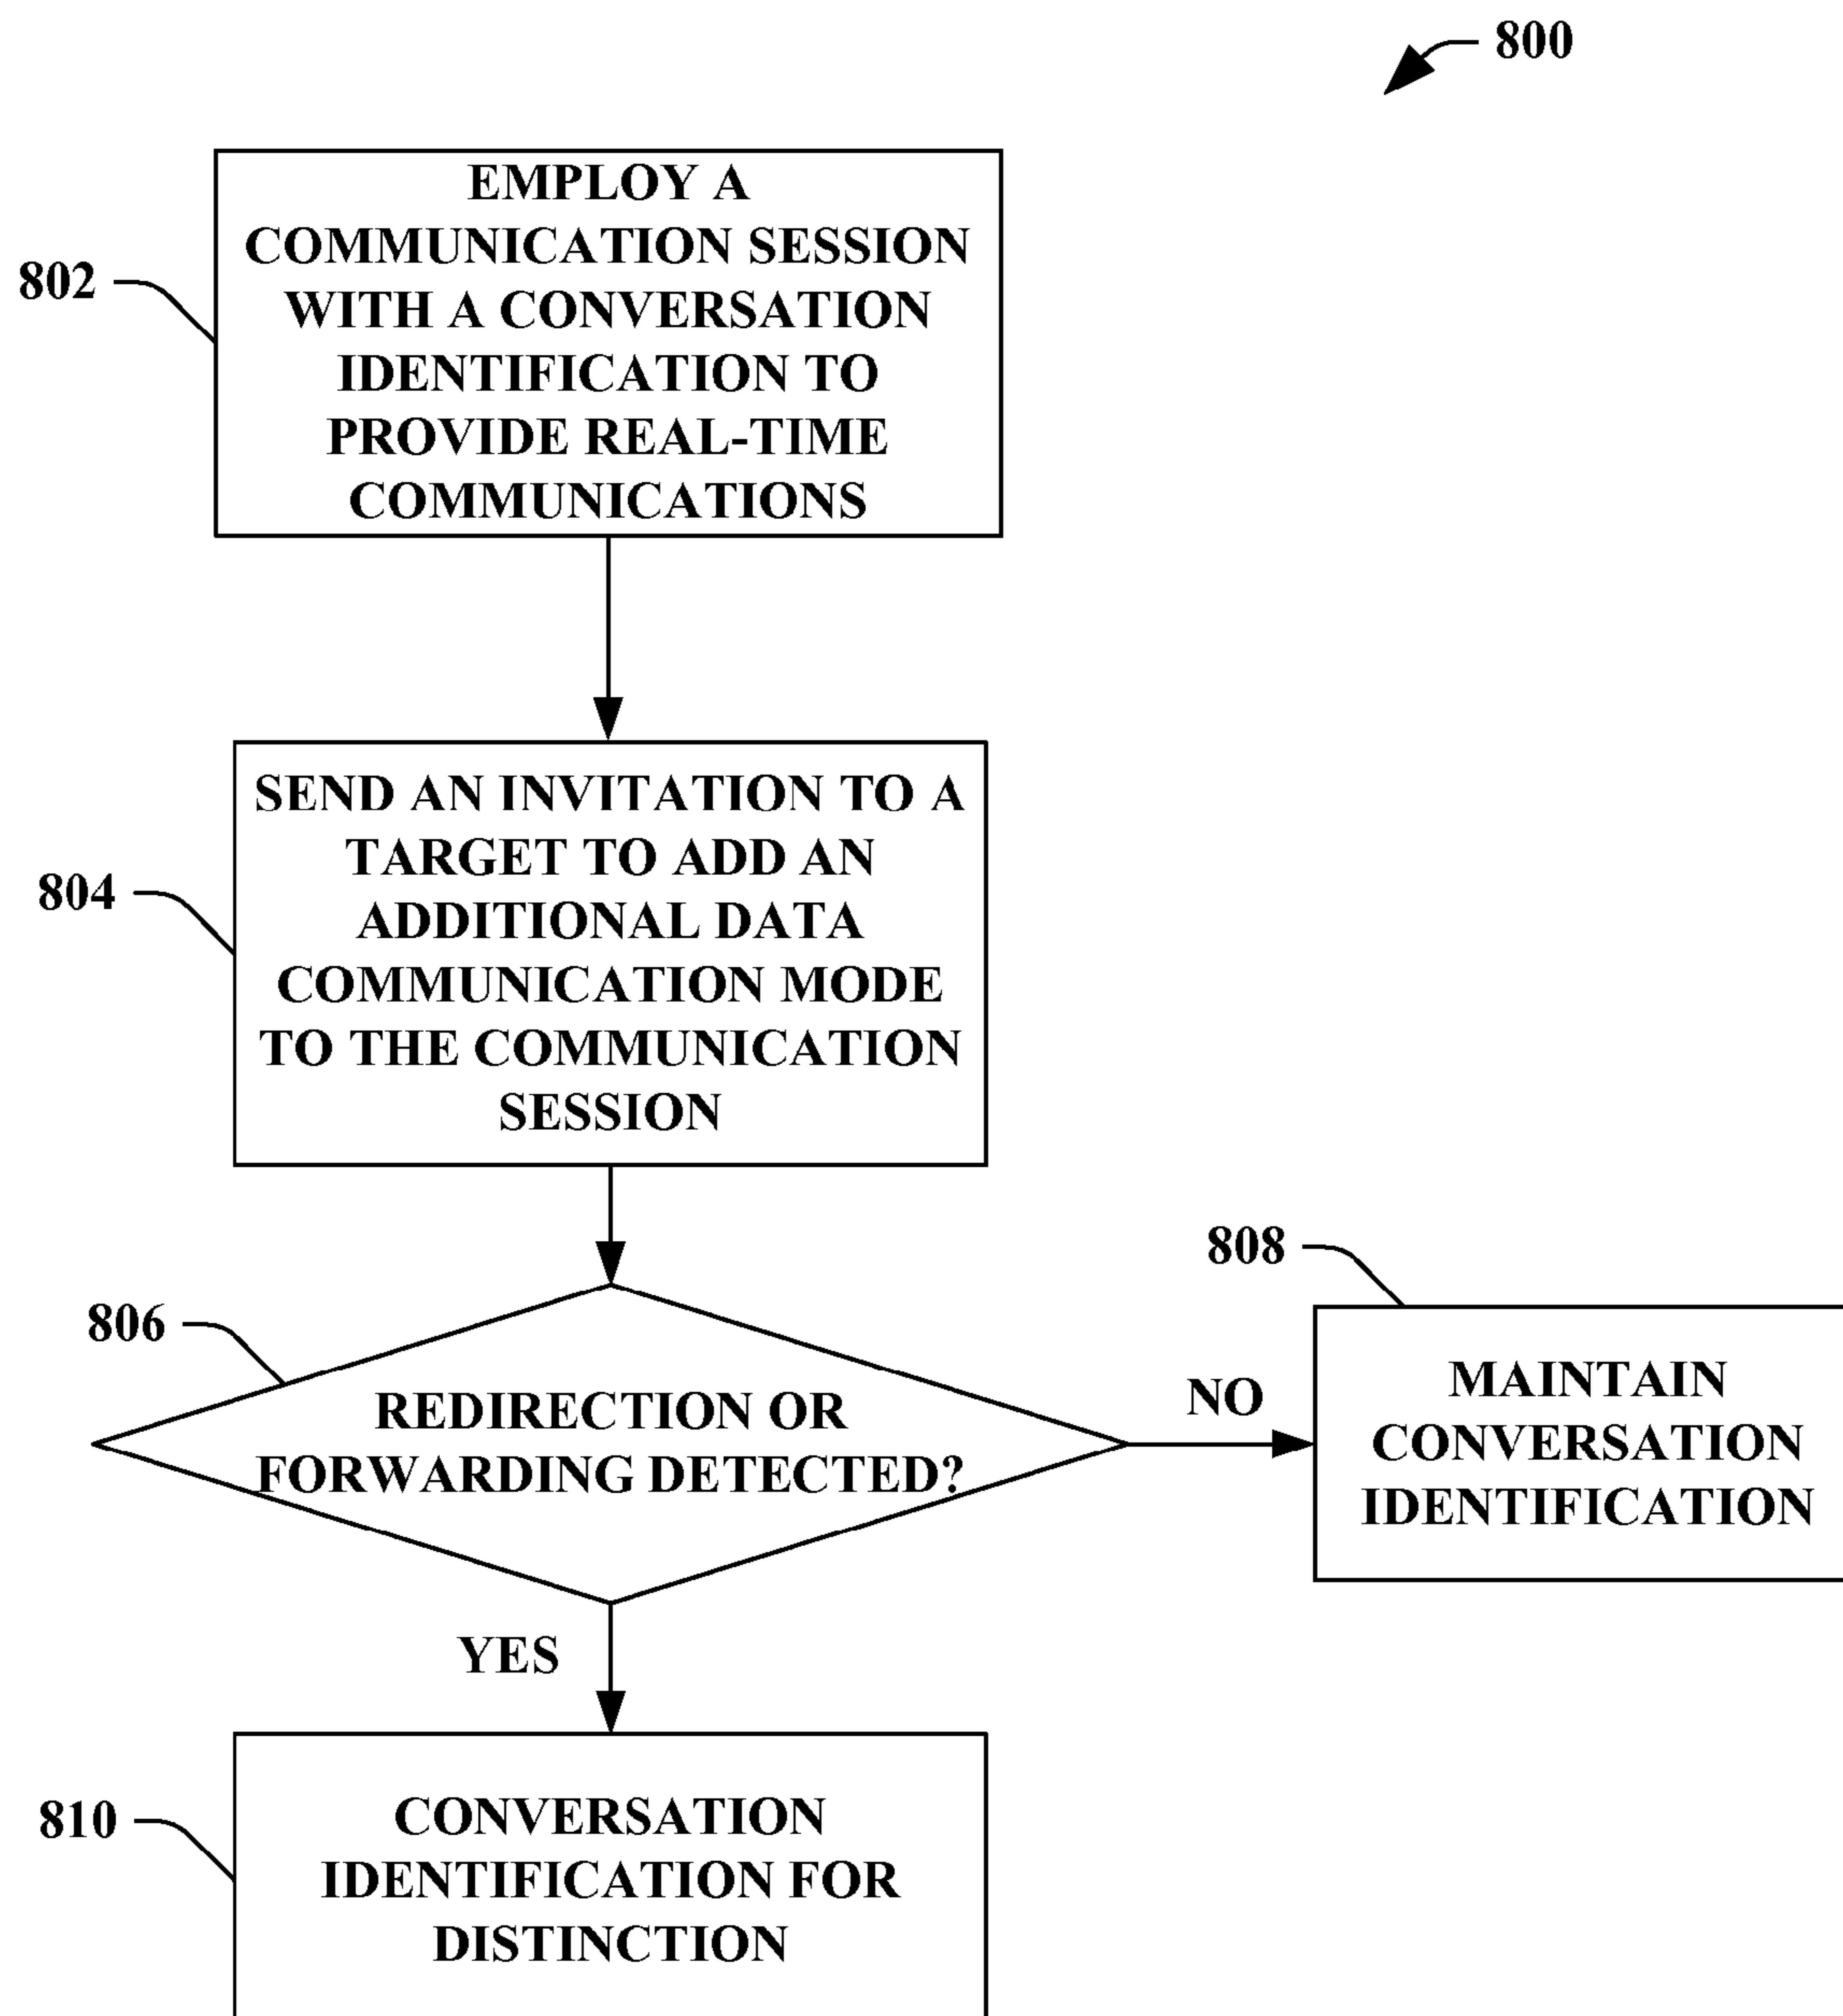 800
802
EMPLOY A
COMMUNICATION SESSION
WITH A CONVERSATION
IDENTIFICATION TO
PROVIDE REAL-TIME
COMMUNICATIONS
804
SEND AN INVITATION TO A
TARGET TO ADD AN
ADDITIONAL DATA
COMMUNICATION MODE
TO THE COMMUNICATION
SESSION
806
REDIRECTION OR
FORWARDING DETECTED?
NO
808
MAINTAIN
CONVERSATION
IDENTIFICATION
YES
810
CONVERSATION
IDENTIFICATION FOR
DISTINCTION